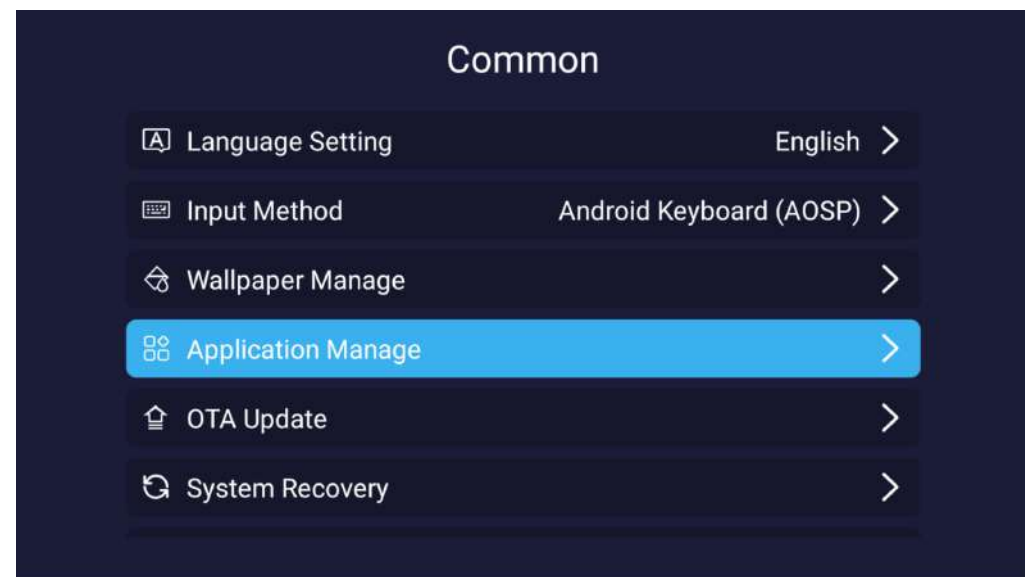 Common
Language Setting English
Input Method Android Keyboard (AOSP)
Wallpaper Manage
Application Manage
OTA Update
System Recovery